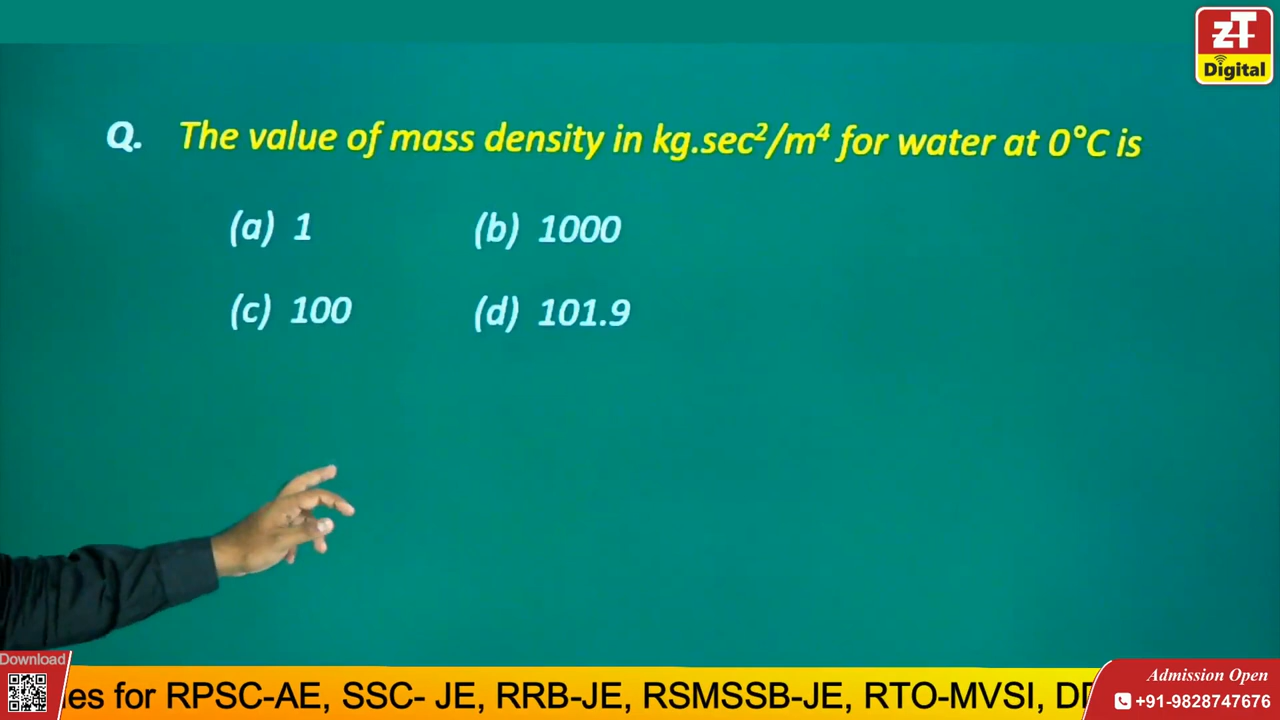 zT
Digital
Q. The value of mass density in kg.sec²/m⁴ for water at 0°C is
(a) 1 (b) 1000
(c) 100 (d) 101.9
Download
es for RPSC-AE, SSC- JE, RRB-JE, RSMSSB-JE, RTO-MVSI,
Admission Open
+91-9828747676